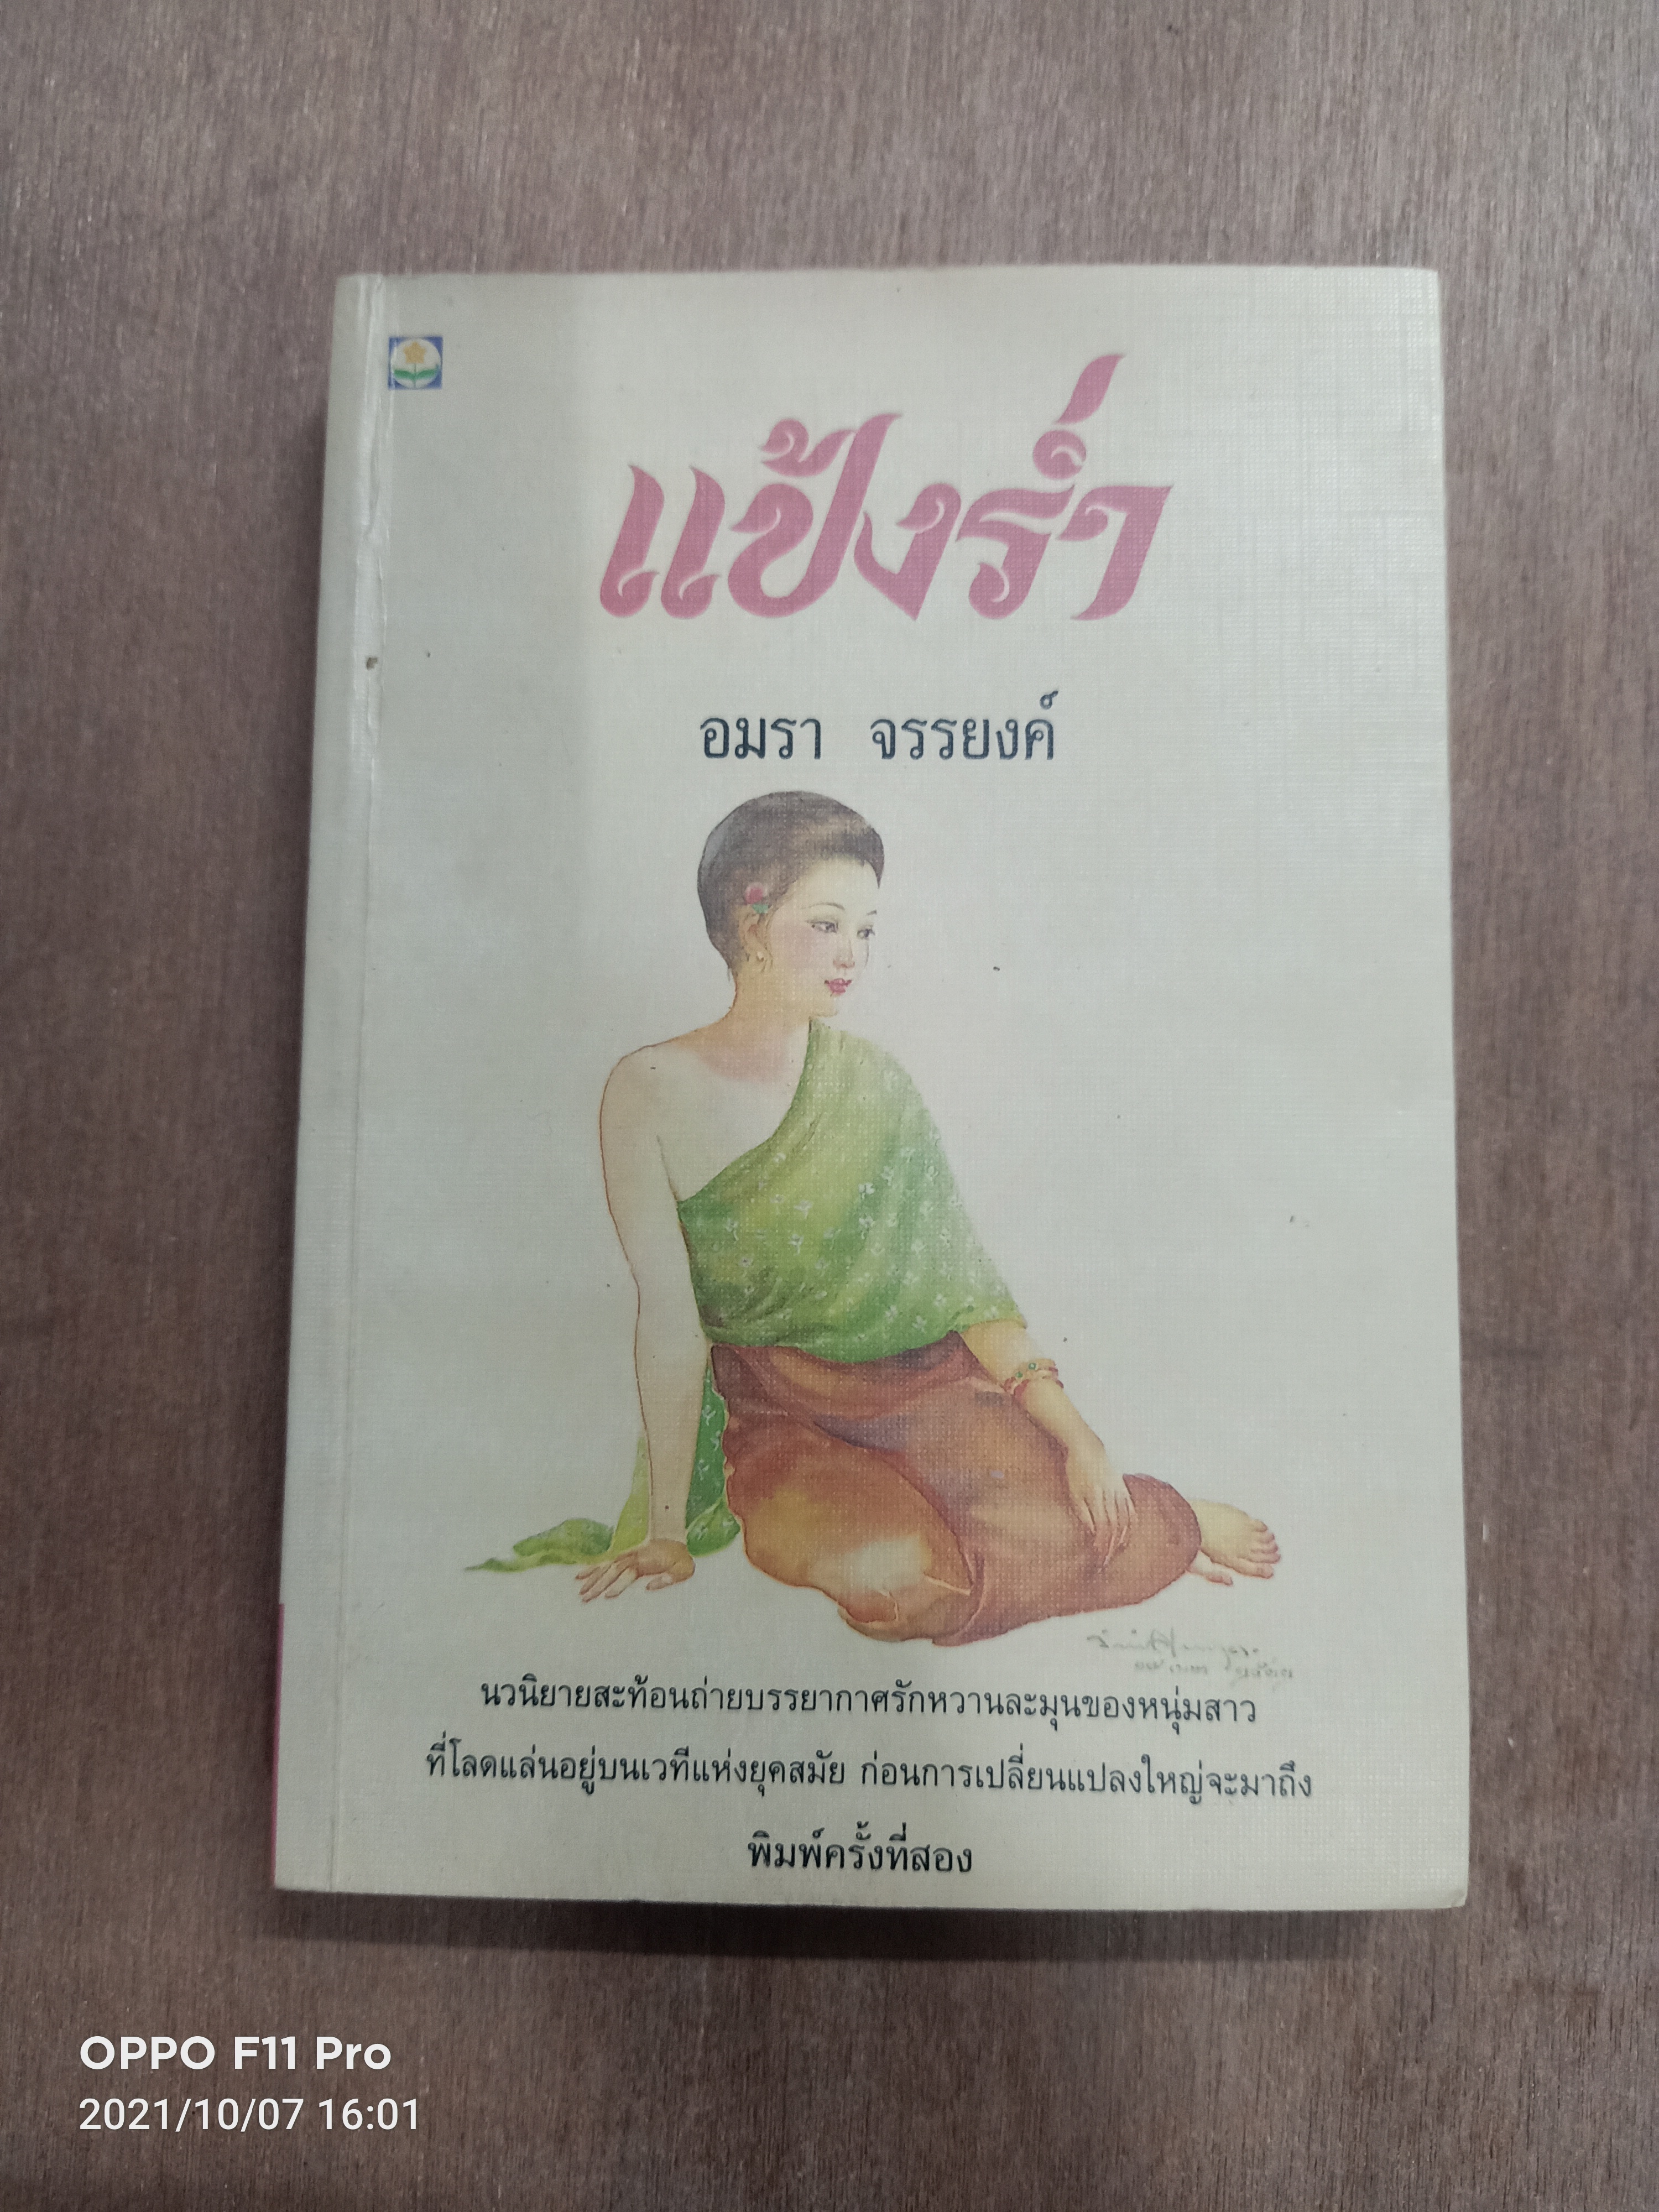 แป้งร่ำ
อมรา จรรยงค์
นวนิยายสะท้อนถ่ายบรรยากาศรักหวานละมุนของหนุ่มสาว
ที่โลดแล่นอยู่บนเวทีแห่งยุคสมัย ก่อนการเปลี่ยนแปลงใหญ่จะมาถึง
พิมพ์ครั้งที่สอง
OPPO F11 Pro
2021/10/07 16:01